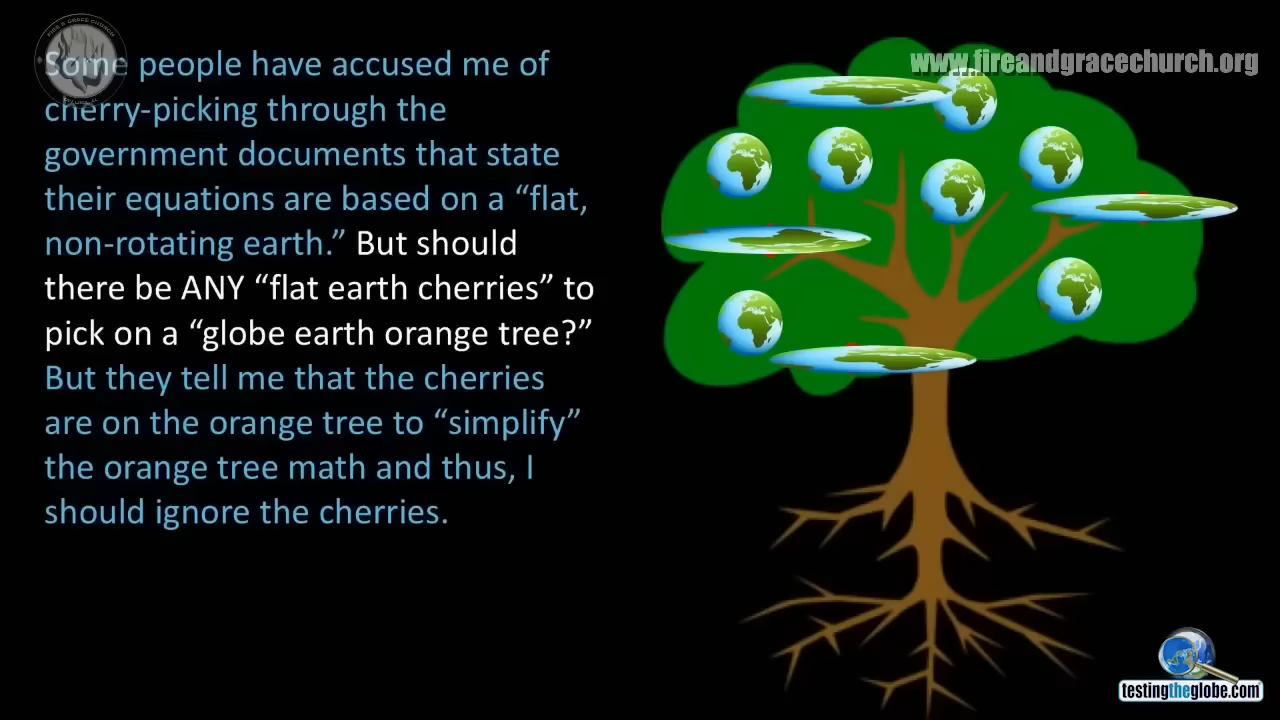 FIRE & GRACE CHURCH
www.fireandgracechurch.org
Some people have accused me of
cherry-picking through the
government documents that state
their equations are based on a “flat,
non-rotating earth.” But should
there be ANY “flat earth cherries” to
pick on a “globe earth orange tree?”
But they tell me that the cherries
are on the orange tree to “simplify”
the orange tree math and thus, I
should ignore the cherries.
testingtheglobe.com